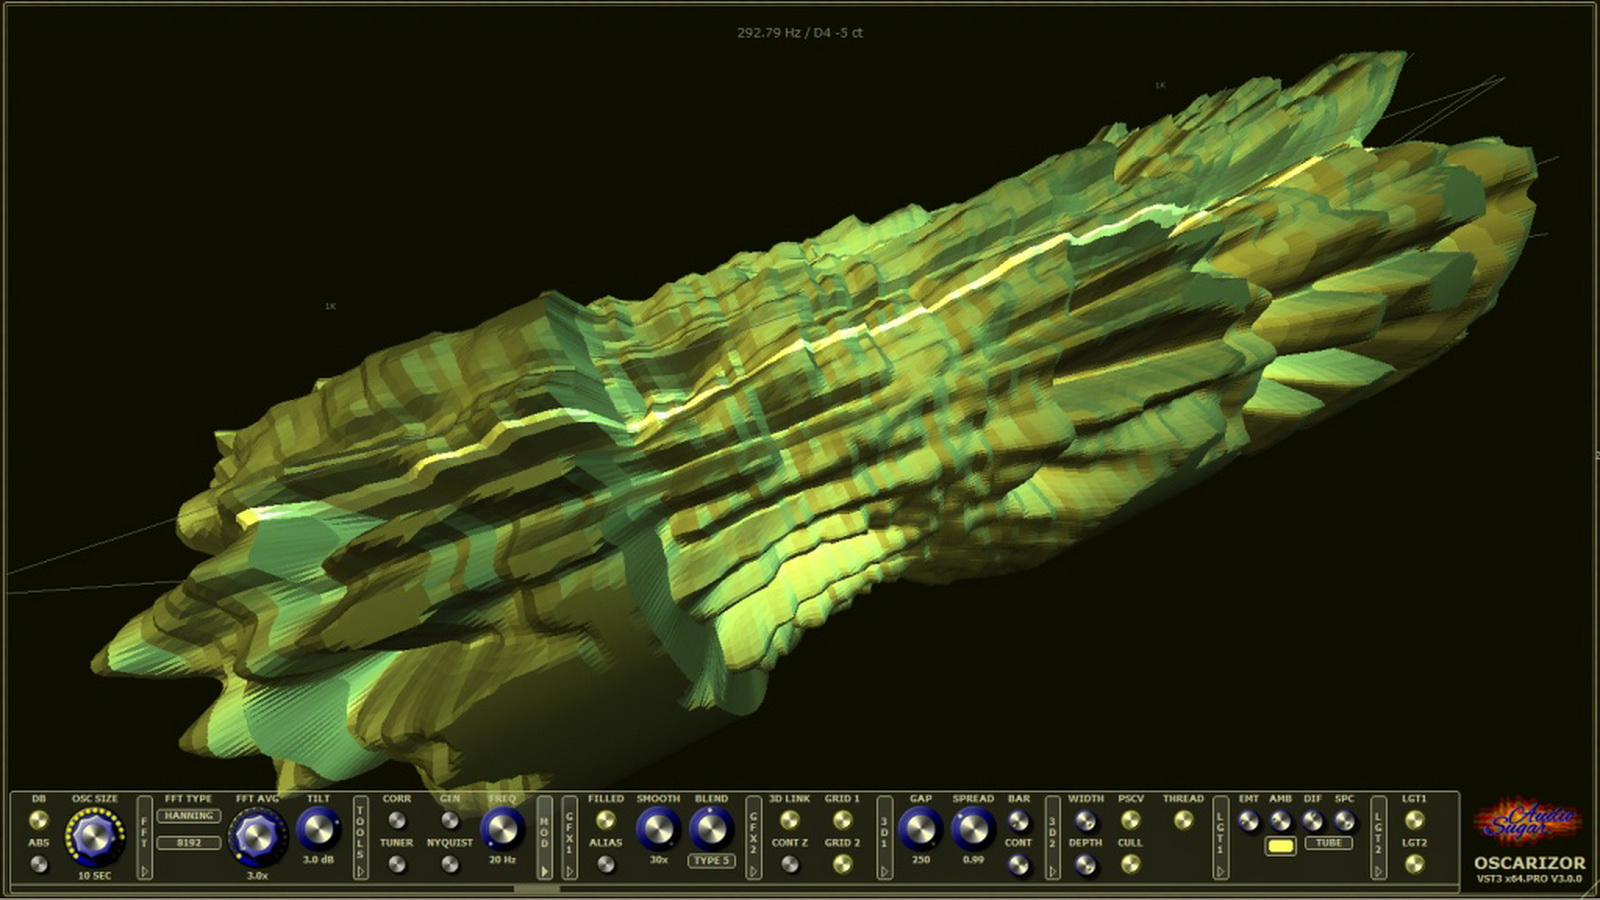 292.79 Hz / D4 -5 ct
1K
1K
DB
OSC SIZE
ABS
10 SEC
FFT
FFT TYPE
HANNING
8192
FFT AVG
3.0x
TILT
3.0 dB
TOOLS
CORR
GEN
FREQ
TUNER
NYQUIST
20 Hz
MOD
GFX1
FILLED
SMOOTH
BLEND
ALIAS
30x
TYPE 5
GFX2
3D LINK
GRID 1
CONT Z
GRID 2
3D1
GAP
SPREAD
BAR
250
0.99
CONT
3D2
WIDTH
PSCV
THREAD
DEPTH
CULL
LGT1
EMT
AMB
DIF
SPC
TUBE
LGT2
LGT1
LGT2
Audio
Sugar
OSCARIZOR
VST3 x64.PRO V3.0.0